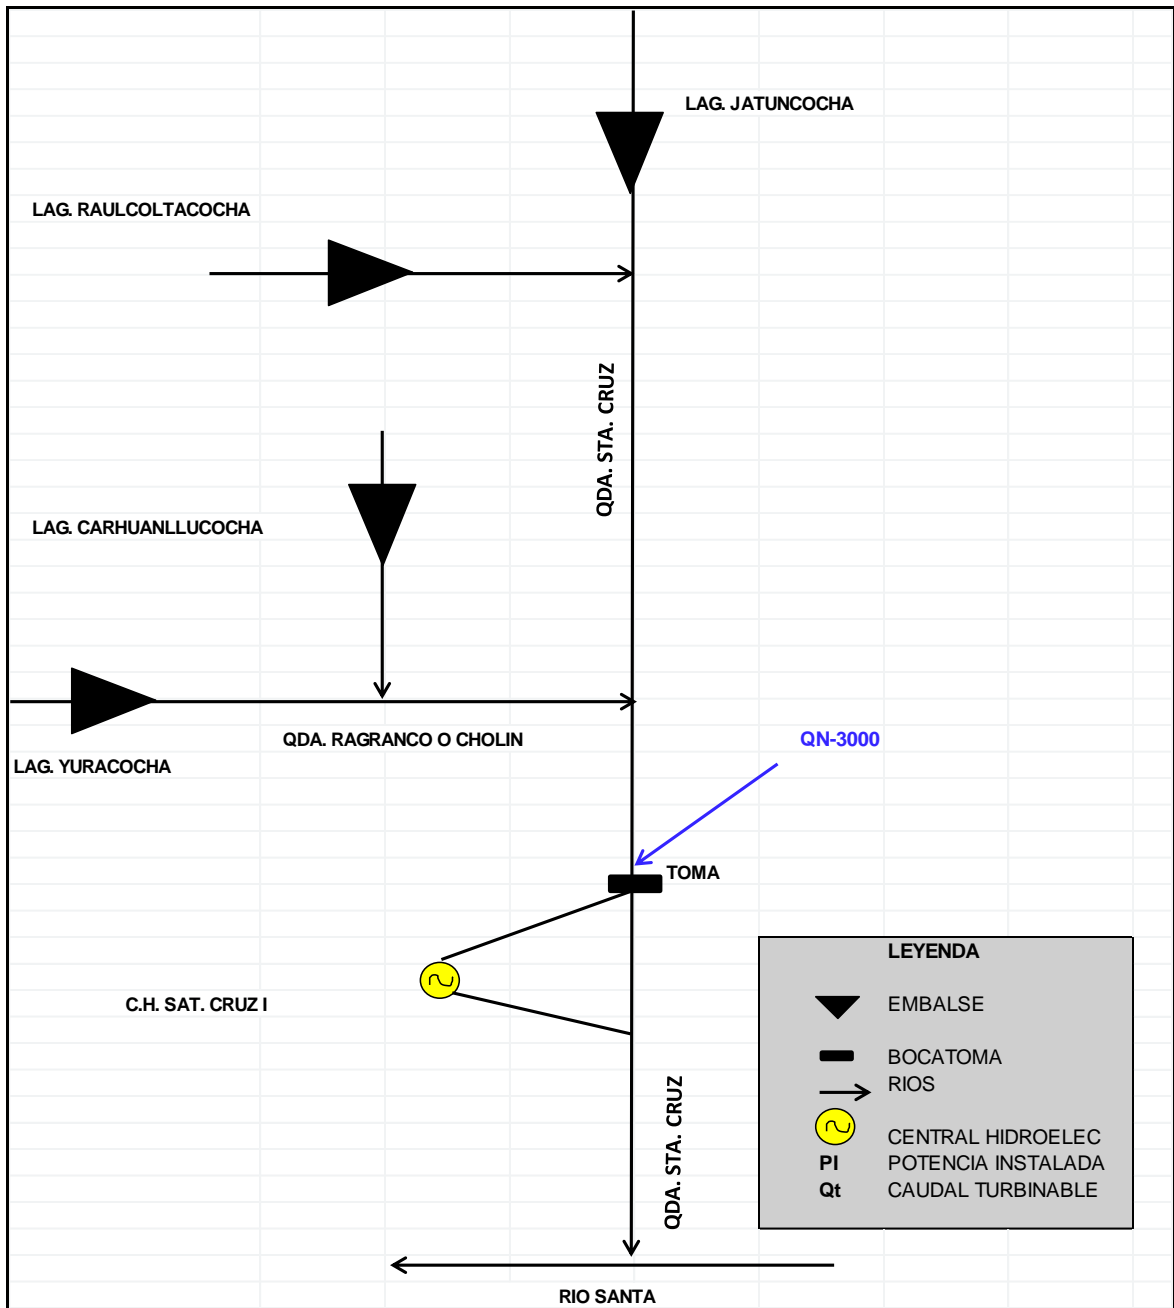 LAG. JATUNCOCHA
LAG. RAULCOLTACOCHA
QDA. STA. CRUZ
LAG. CARHUANLLUCOCHA
QDA. RAGRANCO O CHOLIN
QN-3000
LAG. YURACOCHA
TOMA
C.H. SAT. CRUZ I
QDA. STA. CRUZ
RIO SANTA
LEYENDA
EMBALSE
BOCATOMA
RIOS
CENTRAL HIDROELEC
PI POTENCIA INSTALADA
Qt CAUDAL TURBINABLE